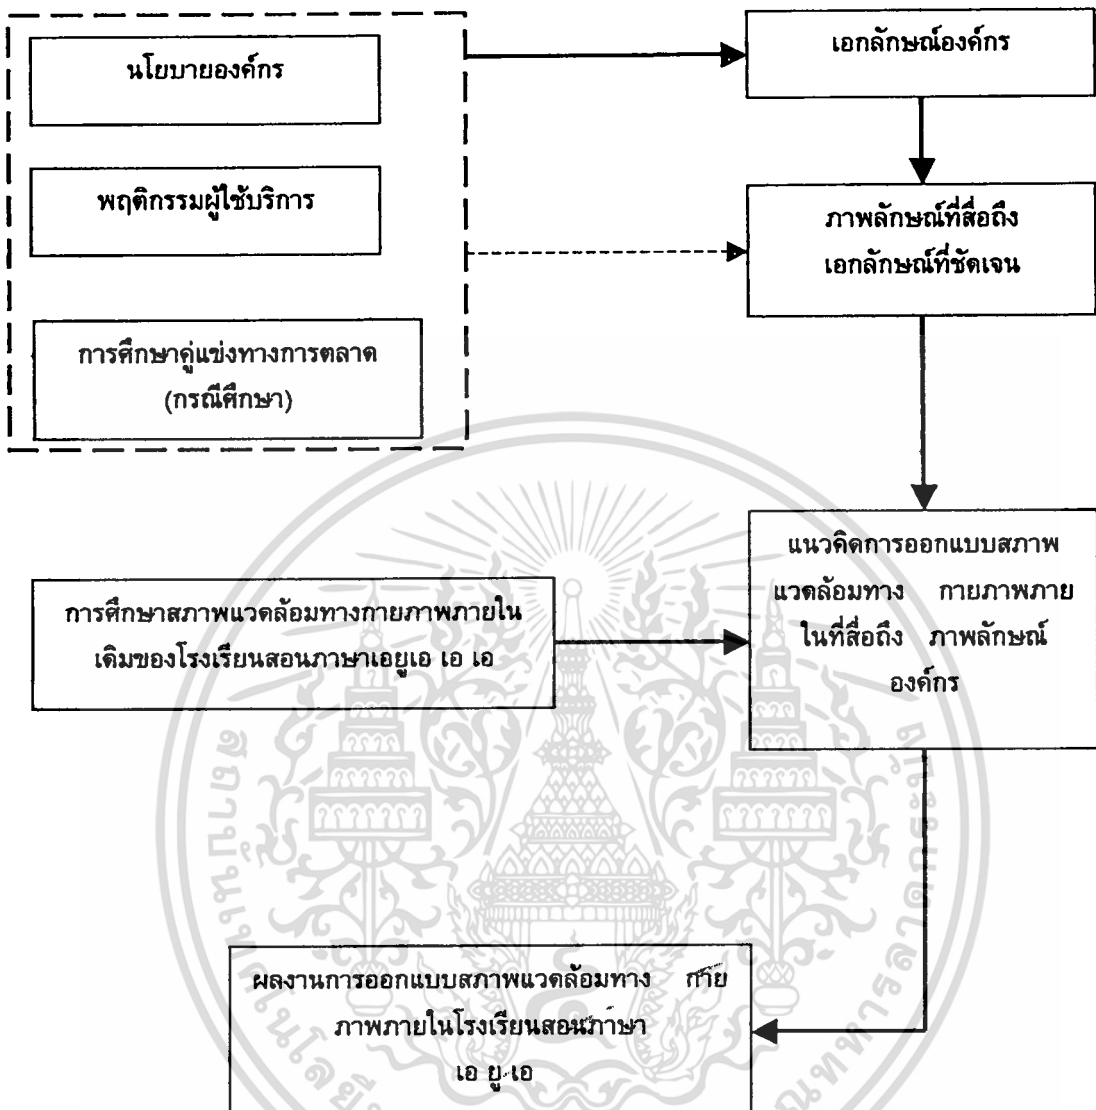 นโยบายองค์กร
เอกลักษณ์องค์กร
พฤติกรรมผู้ใช้บริการ
ภาพลักษณ์ที่สื่อถึง
เอกลักษณ์ที่ชัดเจน
การศึกษาคู่แข่งทางการตลาด
(กรณีศึกษา)
แนวคิดการออกแบบสภาพ
แวดล้อมทาง กายภาพภาย
ในที่สื่อถึง ภาพลักษณ์
องค์กร
การศึกษาสภาพแวดล้อมทางกายภาพภายใน
เดิมของโรงเรียนสอนภาษาเอยูเอ เอ เอ
ผลงานการออกแบบสภาพแวดล้อมทาง กาย
ภาพภายในโรงเรียนสอนภาษา
เอ ยู เอ